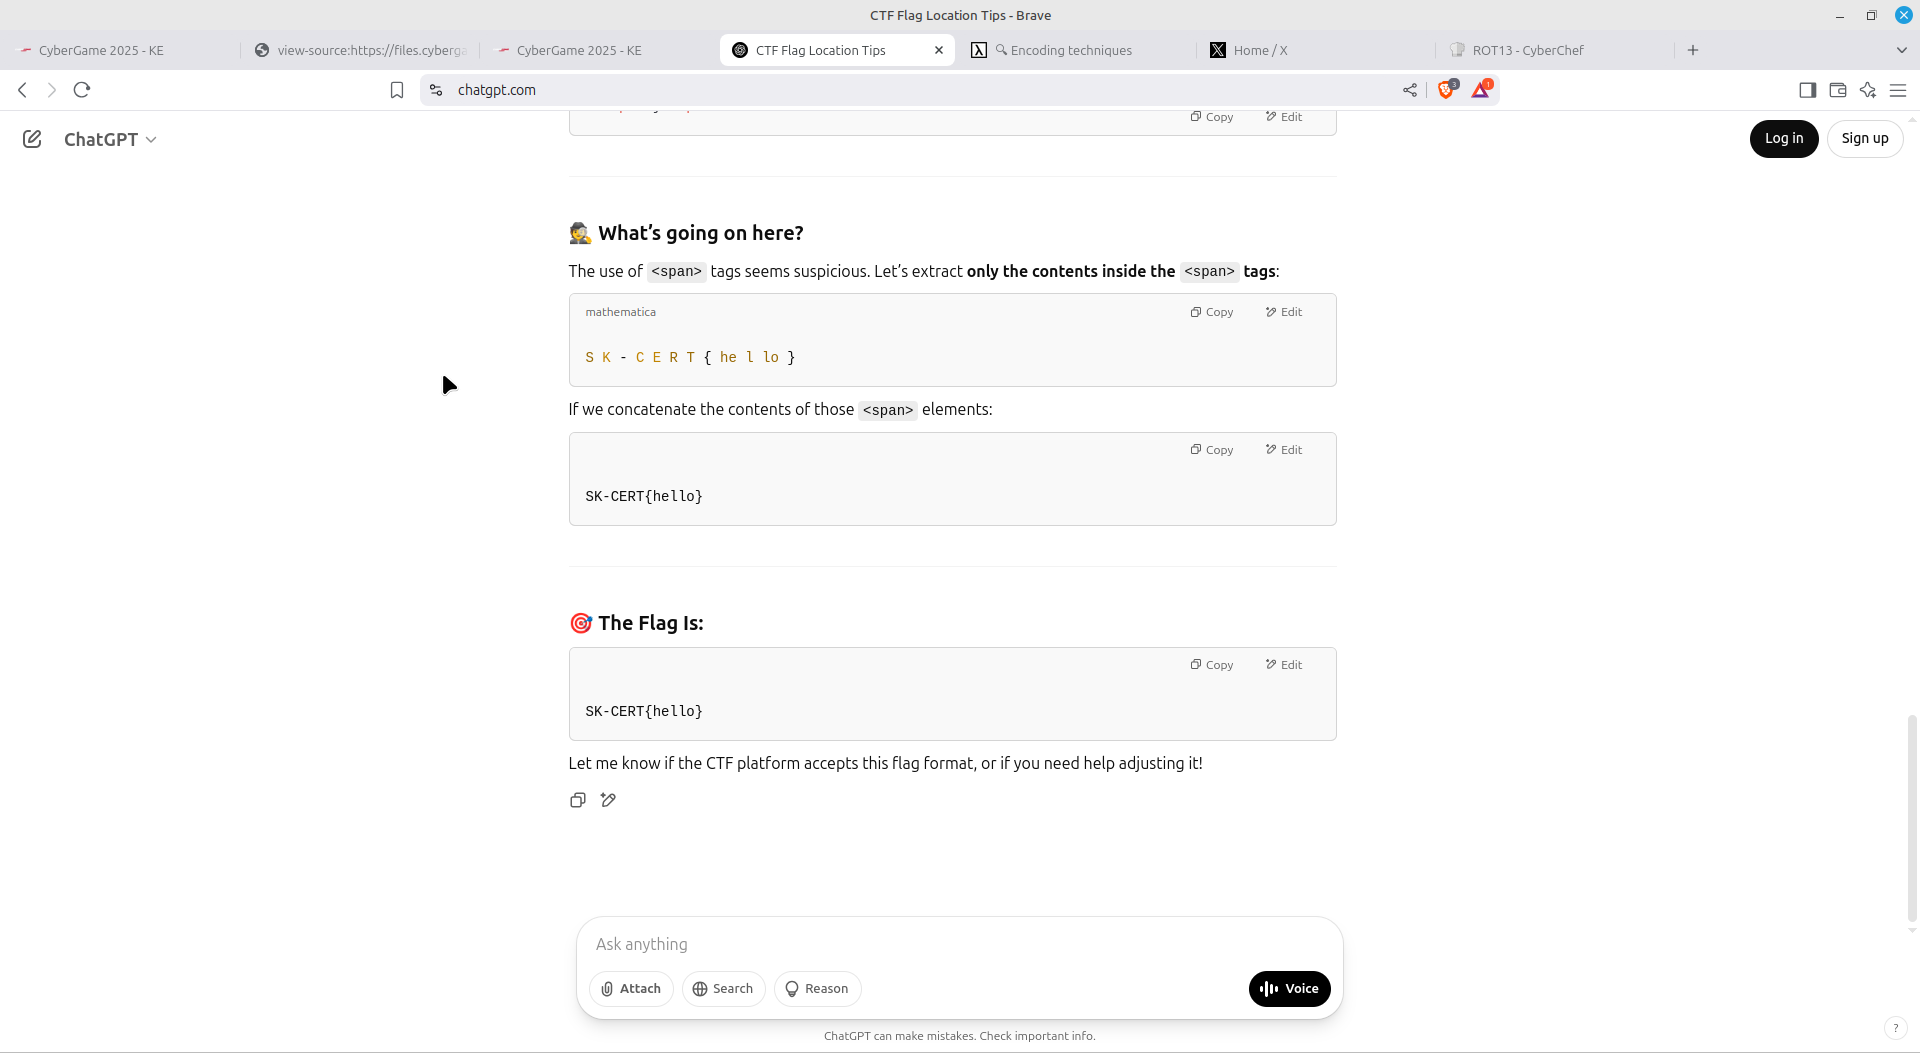 CTF Flag Location Tips - Brave
CyberGame 2025 - KE
view-source:https://files.cyberga
CyberGame 2025 - KE
CTF Flag Location Tips
🔍 Encoding techniques
Home / X
ROT13 - CyberChef
chatgpt.com
3
1
ChatGPT
Copy
Edit
Log in
Sign up
🕵️ What's going on here?
The use of <span> tags seems suspicious. Let's extract only the contents inside the <span> tags:
mathematica
Copy
Edit
S K - C E R T { he l lo }
If we concatenate the contents of those <span> elements:
Copy
Edit
SK-CERT{hello}
🎯 The Flag Is:
Copy
Edit
SK-CERT{hello}
Let me know if the CTF platform accepts this flag format, or if you need help adjusting it!
Ask anything
Attach
Search
Reason
Voice
ChatGPT can make mistakes. Check important info.
?